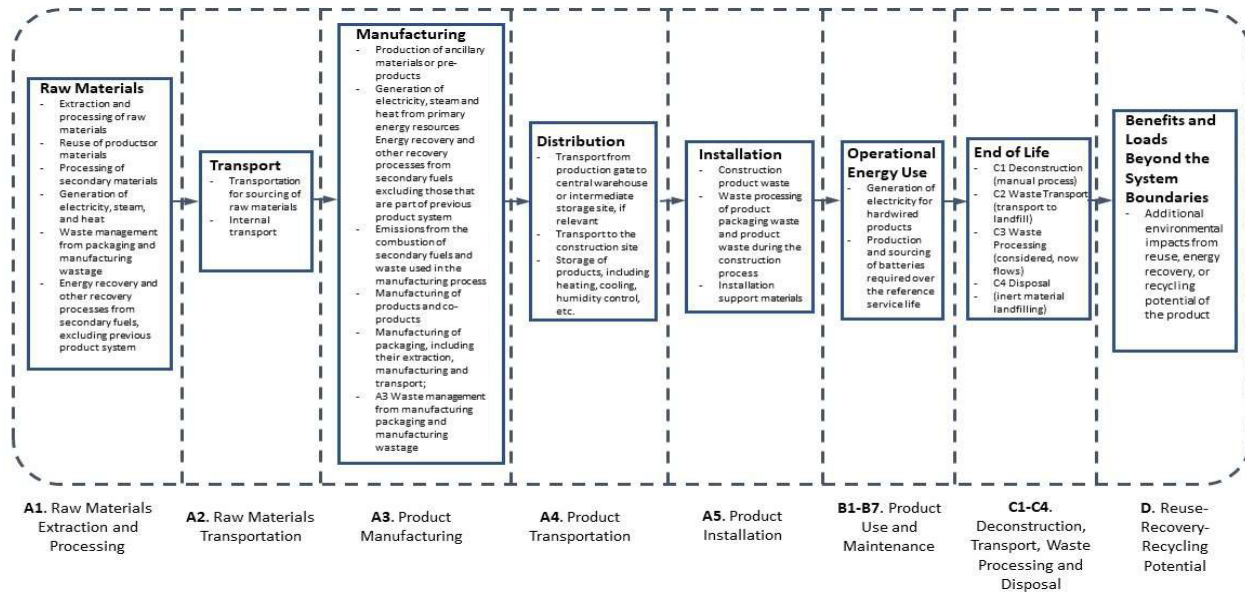 Raw Materials
- Extraction and
processing of raw
materials
- Reuse of productsor
materials
- Processing of
secondary materials
- Generation of
electricity, steam,
and heat
- Waste management
from packaging and
manufacturing
wastage
- Energy recovery and
other recovery
processes from
secondary fuels,
excluding previous
product system
Transport
- Transportation
for sourcing of raw
materials
- Internal
transport
Manufacturing
- Production of ancillary
materials or pre-
products
- Generation of
electricity, steam and
heat from primary
energy resources
Energy recovery and
other recovery
processes from
secondary fuels
excluding those that
are part of previous
product system
- Emissions from the
combustion of
secondary fuels and
waste used in the
manufacturing process
- Manufacturing of
products and co-
products
- Manufacturing of
packaging, including
their extraction,
manufacturing and
transport;
- A3 Waste management
from manufacturing
packaging and
manufacturing
wastage
Distribution
- Transport from
production gate to
central warehouse
or intermediate
storage site, if
relevant
- Transport to the
construction site
- Storage of
products, including
heating, cooling,
humidity control,
etc.
Installation
- Construction
product waste
- Waste processing
of product
packaging waste
and product
waste during the
construction
process
- Installation
support materials
Operational
Energy Use
- Generation of
electricity for
hardwired
products
- Production
and sourcing
of batteries
required over
the reference
service life
End of Life
- C1 Deconstruction
(manual process)
- C2 Waste Transport
(transport to
landfill)
- C3 Waste
Processing
(considered, now
flows)
- C4 Disposal
- (inert material
landfilling)
Benefits and
Loads
Beyond the
System
Boundaries
- Additional
environmental
impacts from
reuse, energy
recovery, or
recycling
potential of
the product
A1. Raw Materials
Extraction and
Processing
A2. Raw Materials
Transportation
A3. Product
Manufacturing
A4. Product
Transportation
A5. Product
Installation
B1-B7. Product
Use and
Maintenance
C1-C4.
Deconstruction,
Transport, Waste
Processing and
Disposal
D. Reuse-
Recovery-
Recycling
Potential